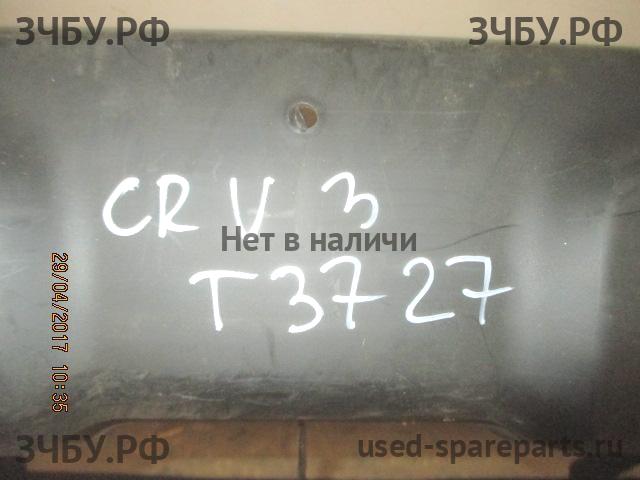 ЗЧБУ.РФ ЗЧБУ.РФ
CR V 3
Нет в наличи
T3727
29/04/2017 10:35
ЗЧБУ.РФ used-spareparts.ru